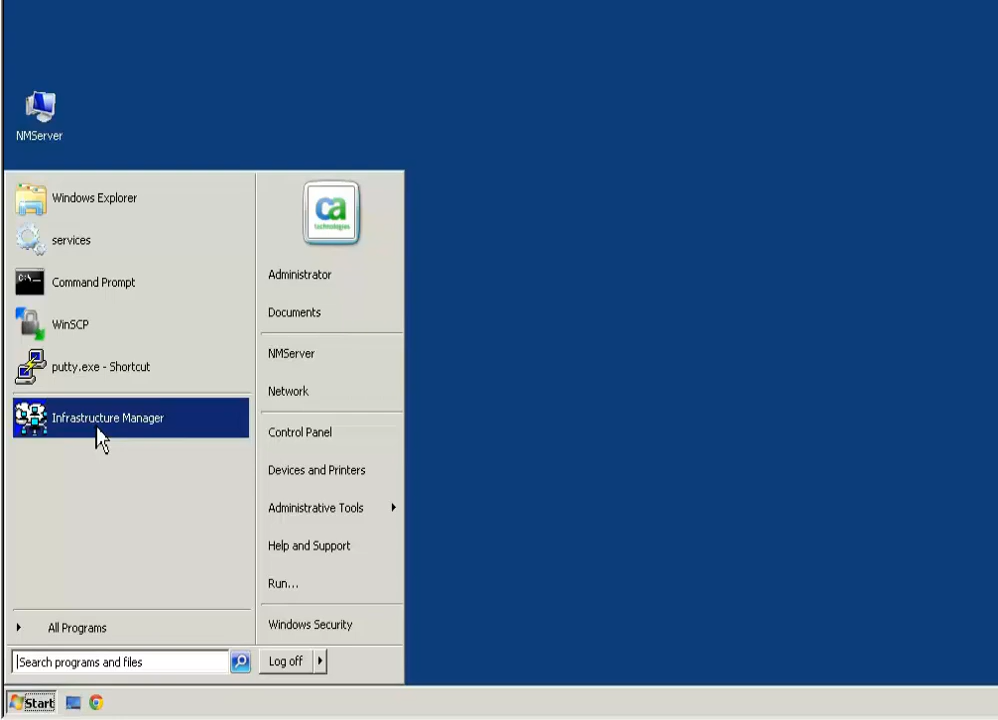 NMServer
Windows Explorer
services
C:\
Command Prompt
WinSCP
putty.exe - Shortcut
Infrastructure Manager
All Programs
Search programs and files
ca
technologies
Administrator
Documents
NMServer
Network
Control Panel
Devices and Printers
Administrative Tools
Help and Support
Run...
Windows Security
Log off
Start